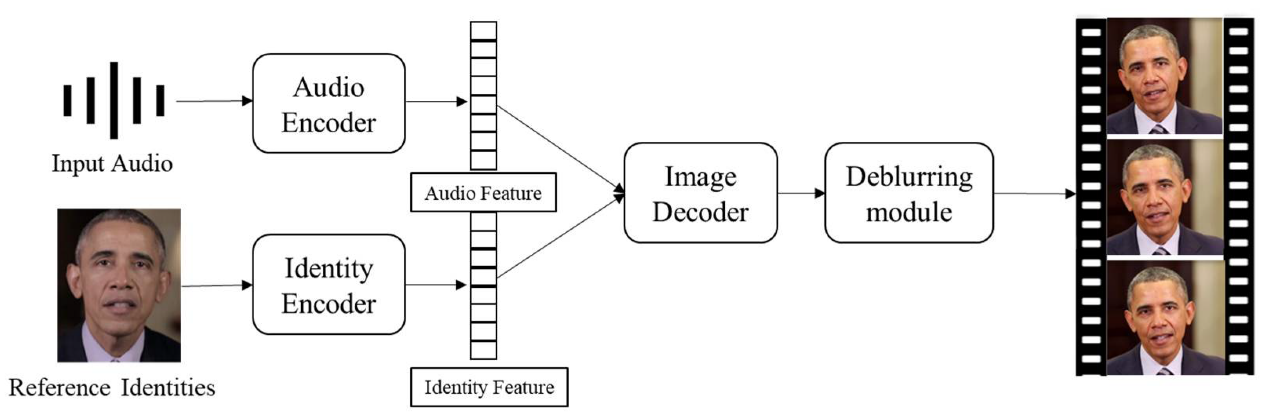 Input Audio
Audio
Encoder
Audio Feature
Reference Identities
Identity
Encoder
Identity Feature
Image
Decoder
Deblurring
module